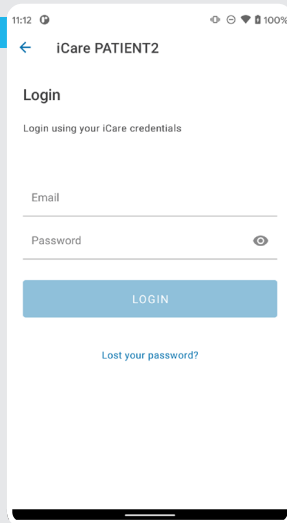 11:12 100%
iCare PATIENT2
Login
Login using your iCare credentials
Email
Password
LOGIN
Lost your password?